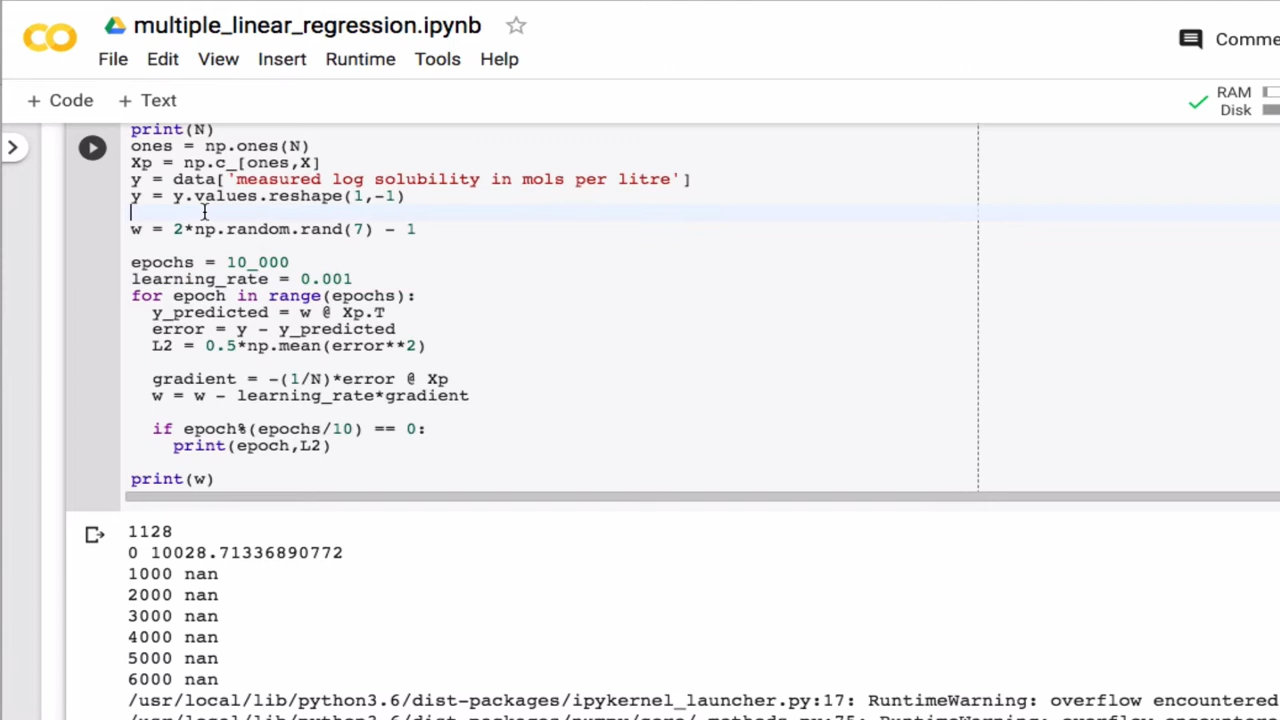 multiple_linear_regression.ipynb
File Edit View Insert Runtime Tools Help
Comme
+ Code + Text
RAM
Disk
print(N)
ones = np.ones(N)
Xp = np.c_[ones,X]
y = data['measured log solubility in mols per litre']
y = y.values.reshape(1,-1)
w = 2*np.random.rand(7) - 1
epochs = 10_000
learning_rate = 0.001
for epoch in range(epochs):
y_predicted = w @ Xp.T
error = y - y_predicted
L2 = 0.5*np.mean(error**2)
gradient = -(1/N)*error @ Xp
w = w - learning_rate*gradient
if epoch%(epochs/10) == 0:
print(epoch,L2)
print(w)
1128
0 10028.71336890772
1000 nan
2000 nan
3000 nan
4000 nan
5000 nan
6000 nan
/usr/local/lib/python3.6/dist-packages/ipykernel_launcher.py:17: RuntimeWarning: overflow encountered